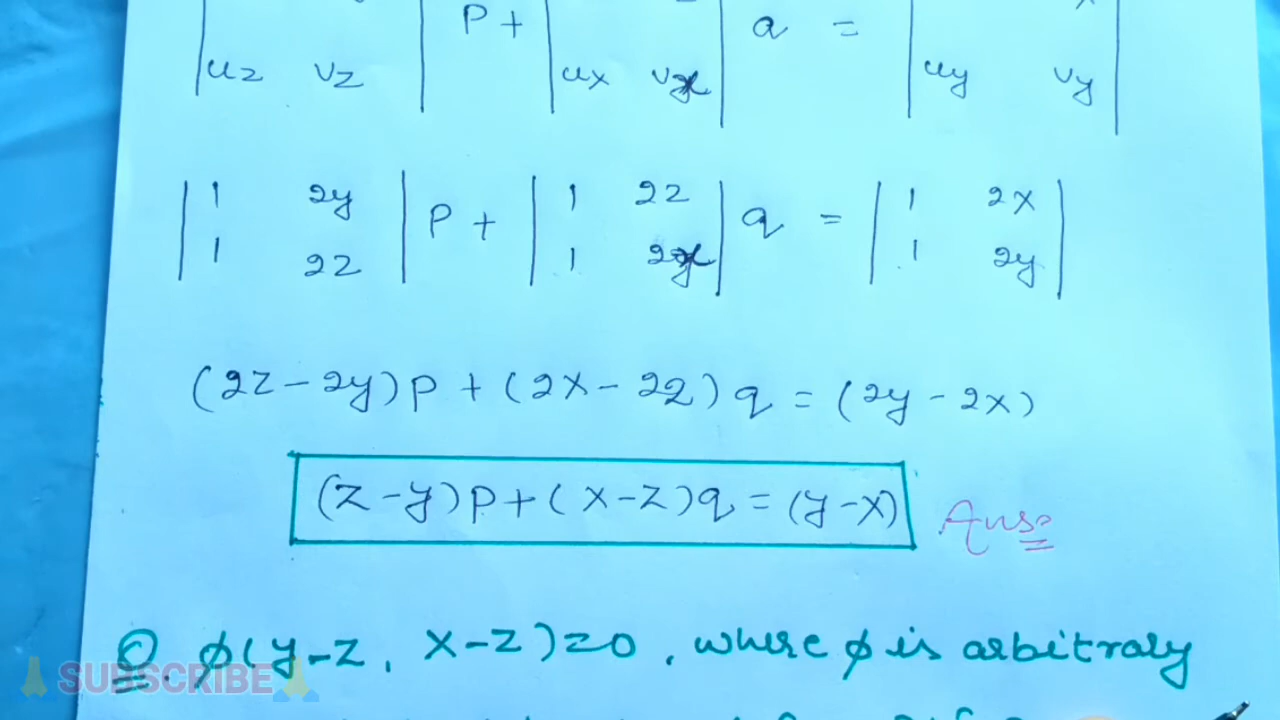 P + q =
| uz vz | | ux vx | | uy vy |
| 1 2y | P + | 1 2z | q = | 1 2x |
| 1 2z | | 1 2x | | 1 2y |
(2z - 2y)p + (2x - 2z)q = (2y - 2x)
(z - y)p + (x - z)q = (y - x) Ans
Q. ϕ(y-z, x-z)=0, where ϕ is arbitraly
SUBSCRIBE